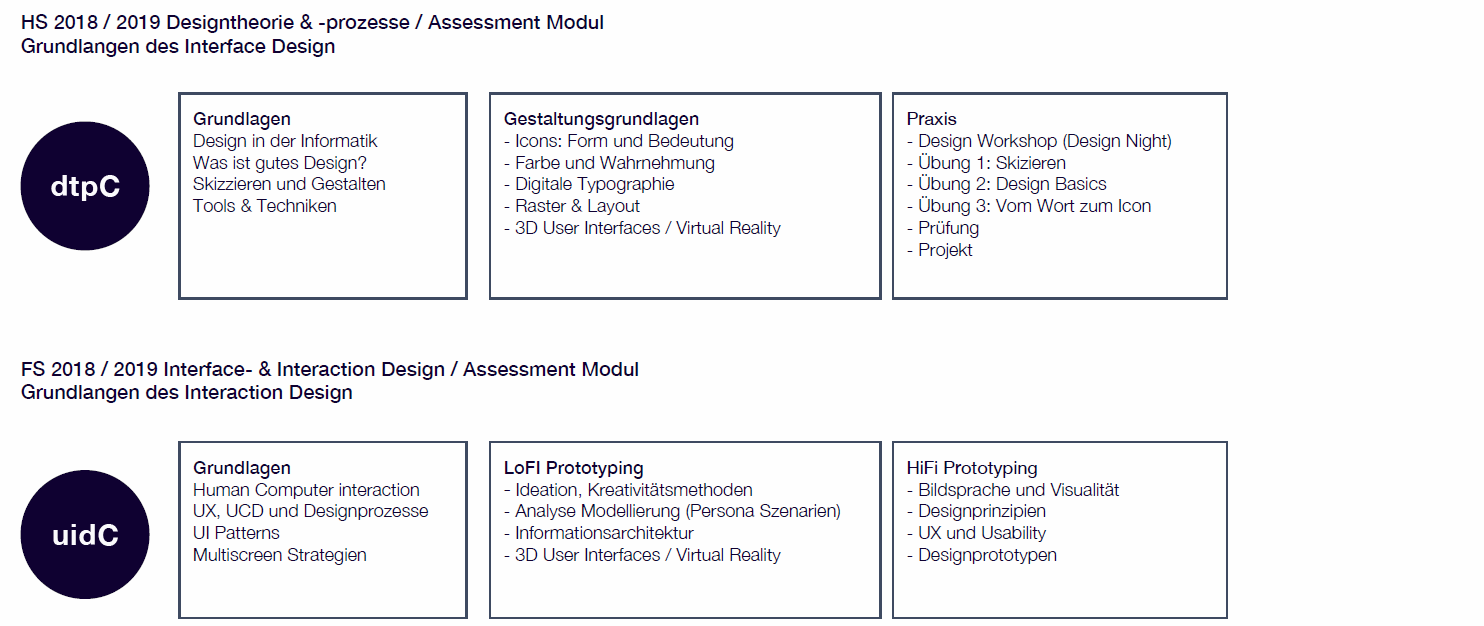 HS 2018 / 2019 Designtheorie & -prozesse / Assessment Modul
Grundlangen des Interface Design
dtpC
Grundlagen
Design in der Informatik
Was ist gutes Design?
Skizzieren und Gestalten
Tools & Techniken
Gestaltungsgrundlagen
- Icons: Form und Bedeutung
- Farbe und Wahrnehmung
- Digitale Typographie
- Raster & Layout
- 3D User Interfaces / Virtual Reality
Praxis
- Design Workshop (Design Night)
- Übung 1: Skizieren
- Übung 2: Design Basics
- Übung 3: Vom Wort zum Icon
- Prüfung
- Projekt
FS 2018 / 2019 Interface- & Interaction Design / Assessment Modul
Grundlangen des Interaction Design
uidC
Grundlagen
Human Computer interaction
UX, UCD und Designprozesse
UI Patterns
Multiscreen Strategien
LoFI Prototyping
- Ideation, Kreativitätsmethoden
- Analyse Modellierung (Persona Szenarien)
- Informationsarchitektur
- 3D User Interfaces / Virtual Reality
HiFi Prototyping
- Bildsprache und Visualität
- Designprinzipien
- UX und Usability
- Designprototypen